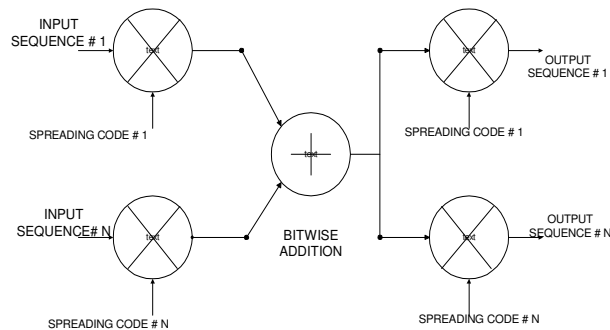 INPUT
SEQUENCE # 1
text
text
OUTPUT
SEQUENCE # 1
SPREADING CODE # 1
SPREADING CODE # 1
text
INPUT
SEQUENCE# N
text
BITWISE
ADDITION
text
OUTPUT
SEQUENCE # N
SPREADING CODE # N
SPREADING CODE # N